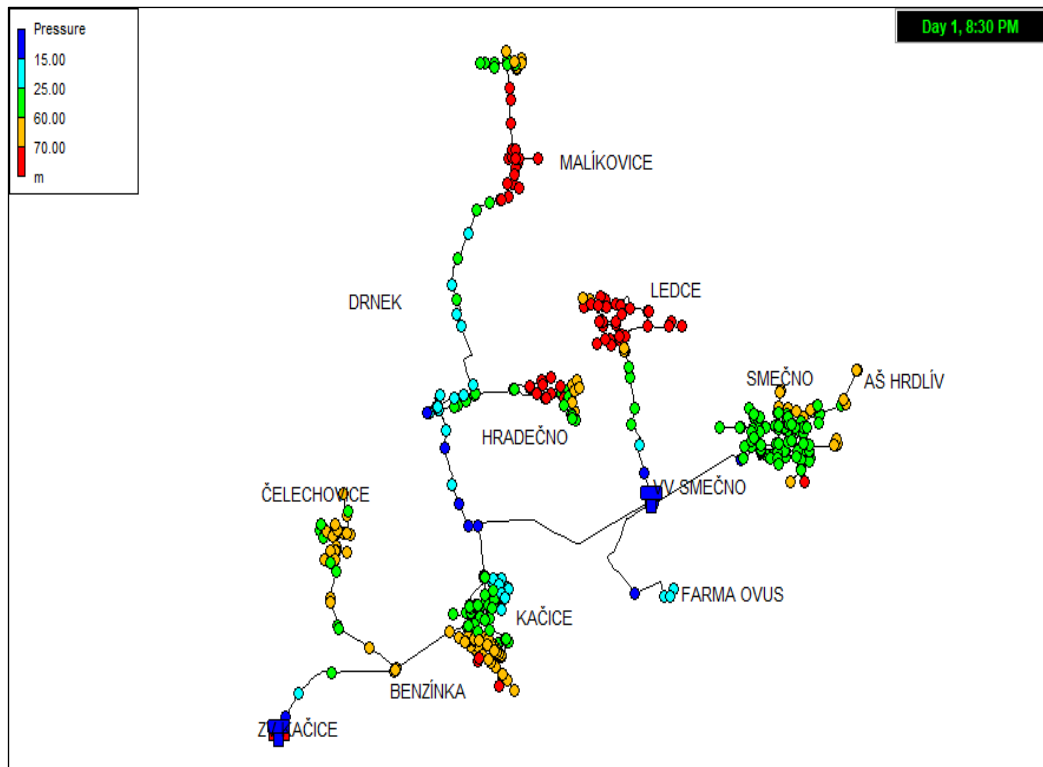 Pressure
15.00
25.00
60.00
70.00
m
Day 1, 8:30 PM
MALÍKOVICE
DRNEK
LEDCE
SMEČNO
AŠ HRDLÍV
HRADEČNO
ČELECHOVICE
VV SMEČNO
FARMA OVUS
KAČICE
BENZÍNKA